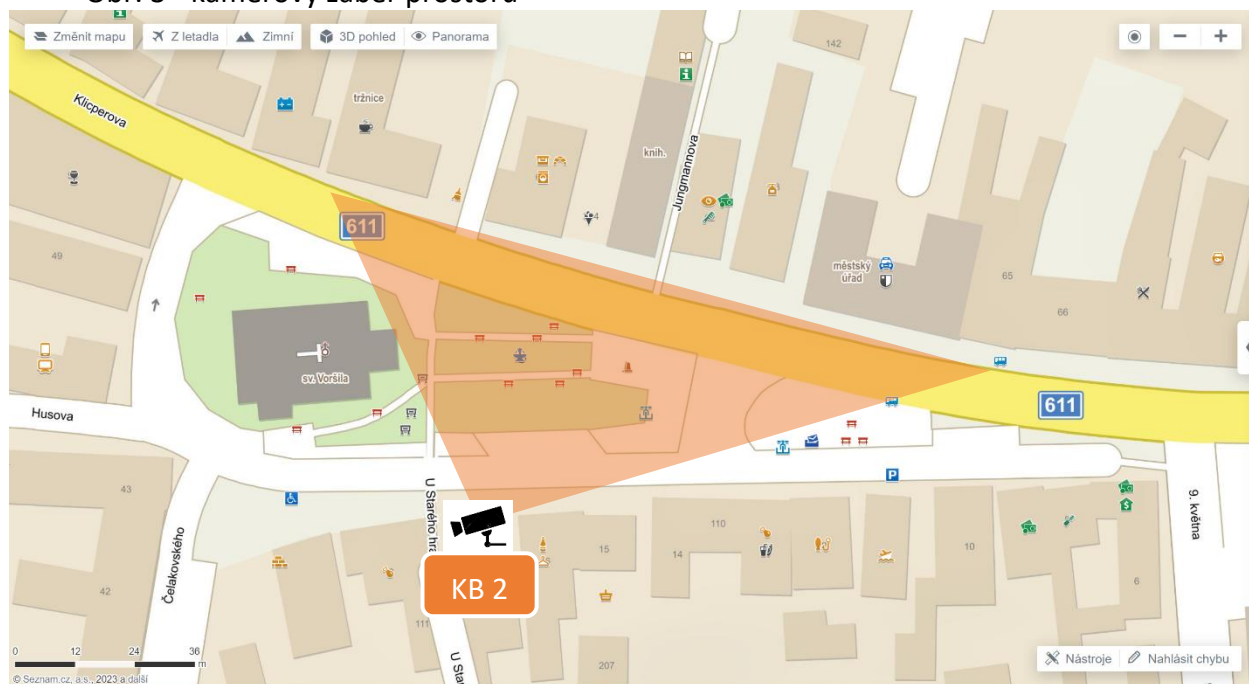 Změnit mapu
Z letadla
Zimní
3D pohled
Panorama
142
Klicperova
tržnice
knih.
Jungmannova
4
611
49
městský
úřad
65
66
sv. Voršila
611
Husova
43
U Starého hra
110
15
14
10
9. května
Čelakovského
42
KB 2
111
6
207
U Sta
0 12 24 36
m
© Seznam.cz, a.s., 2023 a další
Nástroje
Nahlásit chybu